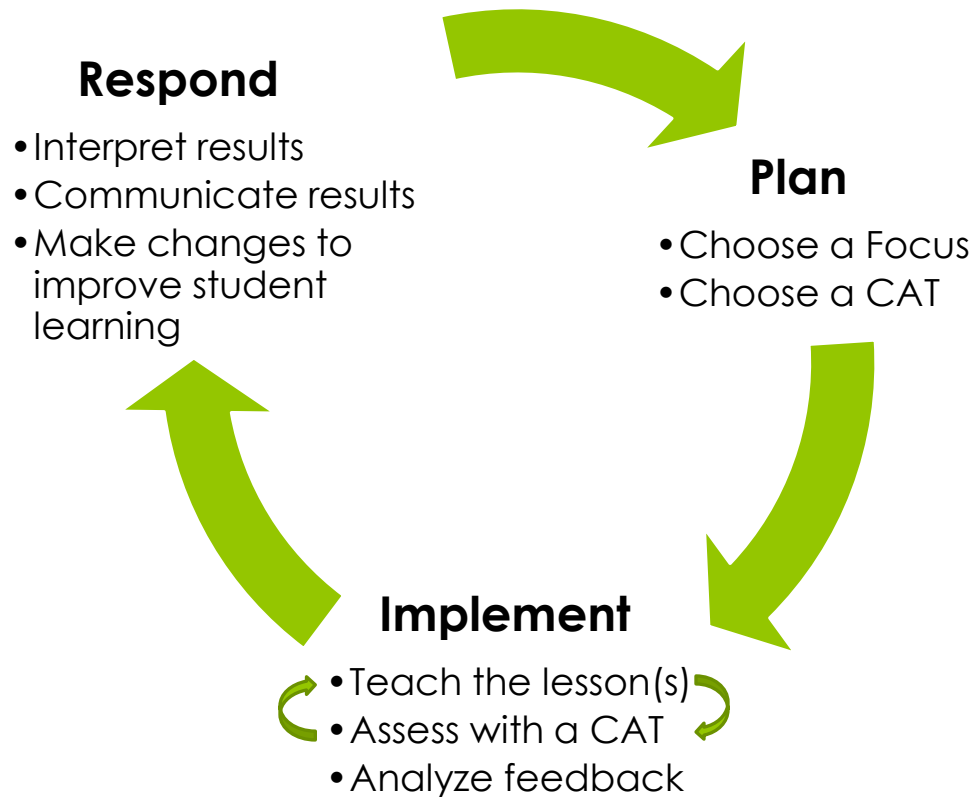 Respond
•Interpret results
•Communicate results
•Make changes to
improve student
learning
Plan
•Choose a Focus
•Choose a CAT
Implement
•Teach the lesson(s)
•Assess with a CAT
•Analyze feedback